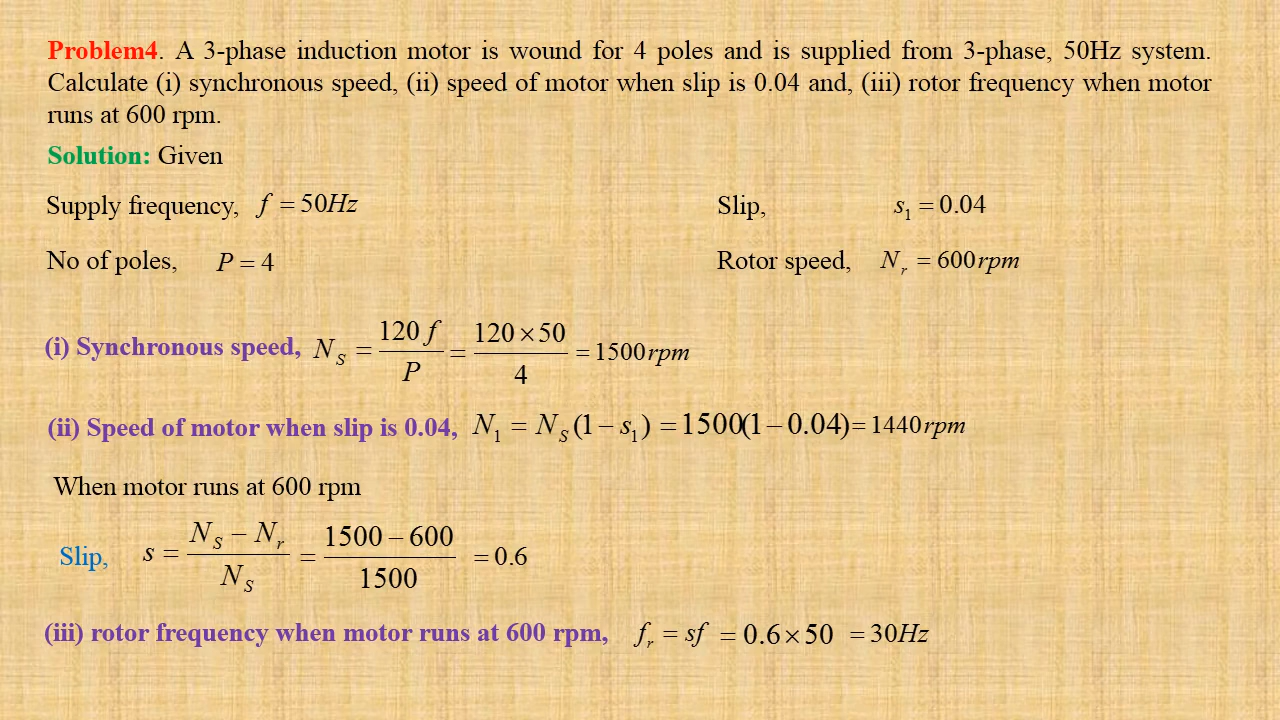 Problem4. A 3-phase induction motor is wound for 4 poles and is supplied from 3-phase, 50Hz system.
Calculate (i) synchronous speed, (ii) speed of motor when slip is 0.04 and, (iii) rotor frequency when motor
runs at 600 rpm.
Solution: Given
Supply frequency, f = 50Hz
Slip, s₁ = 0.04
No of poles, P = 4
Rotor speed, Nᵣ = 600rpm
(i) Synchronous speed, N_S = 120 f / P = 120 × 50 / 4 = 1500rpm
(ii) Speed of motor when slip is 0.04, N₁ = N_S (1 − s₁) = 1500(1 − 0.04) = 1440rpm
When motor runs at 600 rpm
Slip, s = N_S − Nᵣ / N_S = 1500 − 600 / 1500 = 0.6
(iii) rotor frequency when motor runs at 600 rpm, fᵣ = sf = 0.6 × 50 = 30Hz